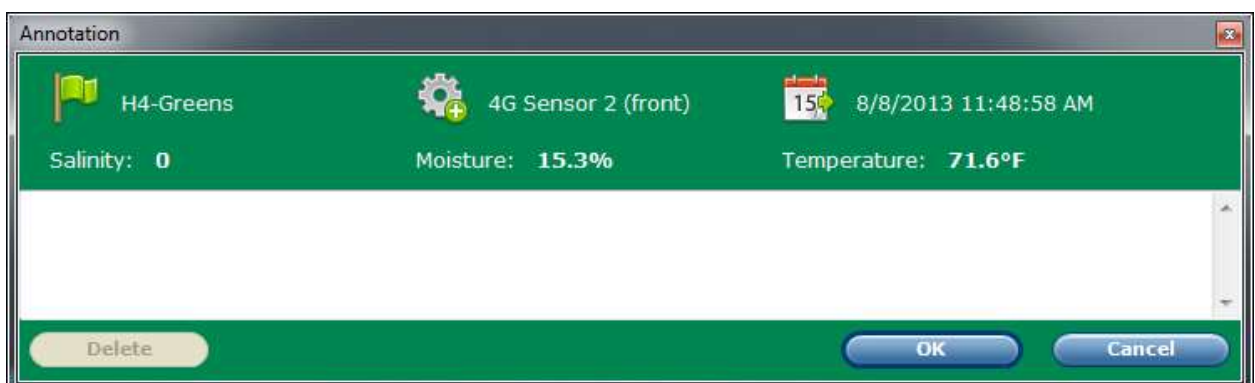 Annotation
H4-Greens 4G Sensor 2 (front) 15 8/8/2013 11:48:58 AM
Salinity: 0 Moisture: 15.3% Temperature: 71.6°F
Delete OK Cancel